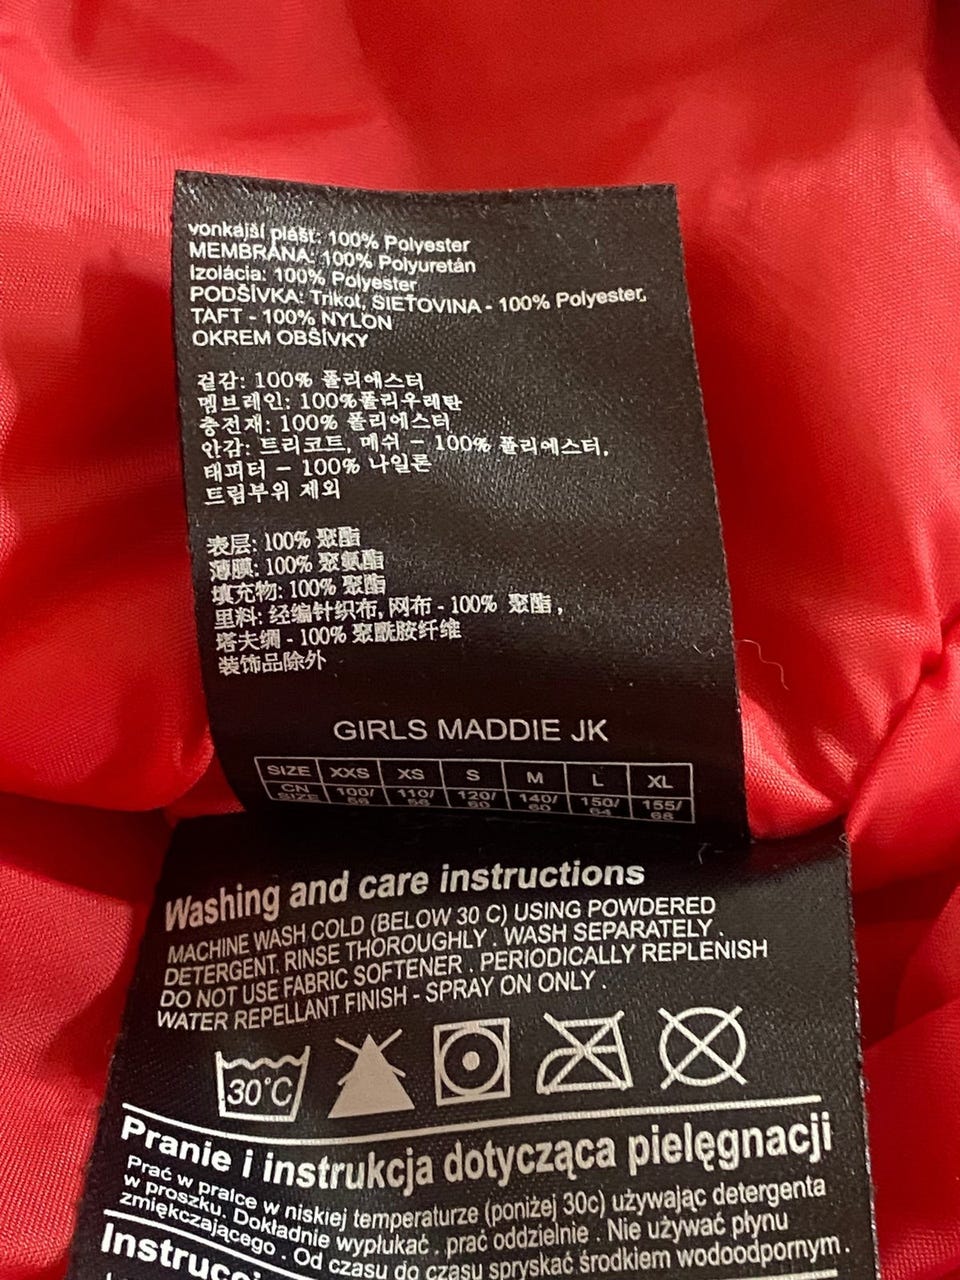 vonkajší plášť: 100% Polyester
MEMBRÁNA: 100% Polyuretán
Izolácia: 100% Polyester
PODŠÍVKA: Trikot, SIEŤOVINA - 100% Polyester,
TAFT - 100% NYLON
OKREM OBŠÍVKY
겉감: 100% 폴리에스터
멤브레인: 100%폴리우레탄
충전재: 100% 폴리에스터
안감: 트리코트, 메쉬 – 100% 폴리에스터,
태피터 – 100% 나일론
트림부위 제외
表层: 100% 聚酯
薄膜: 100% 聚氨酯
填充物: 100% 聚酯
里料: 经编针织布, 网布 - 100% 聚酯 ,
塔夫绸 - 100% 聚酰胺纤维
装饰品除外
GIRLS MADDIE JK
SIZE XXS XS S M L XL
CN SIZE 100/56 110/56 120/60 140/60 150/64 155/68
Washing and care instructions
MACHINE WASH COLD (BELOW 30 C) USING POWDERED
DETERGENT. RINSE THOROUGHLY . WASH SEPARATELY .
DO NOT USE FABRIC SOFTENER . PERIODICALLY REPLENISH
WATER REPELLANT FINISH - SPRAY ON ONLY .
30°C
Pranie i instrukcja dotycząca pielęgnacji
Prać w pralce w niskiej temperaturze (poniżej 30c) używając detergenta
w proszku. Dokładnie wypłukać . prać oddzielnie . Nie używać płynu
zmiękczającego . Od czasu do czasu spryskać środkiem wodoodpornym .